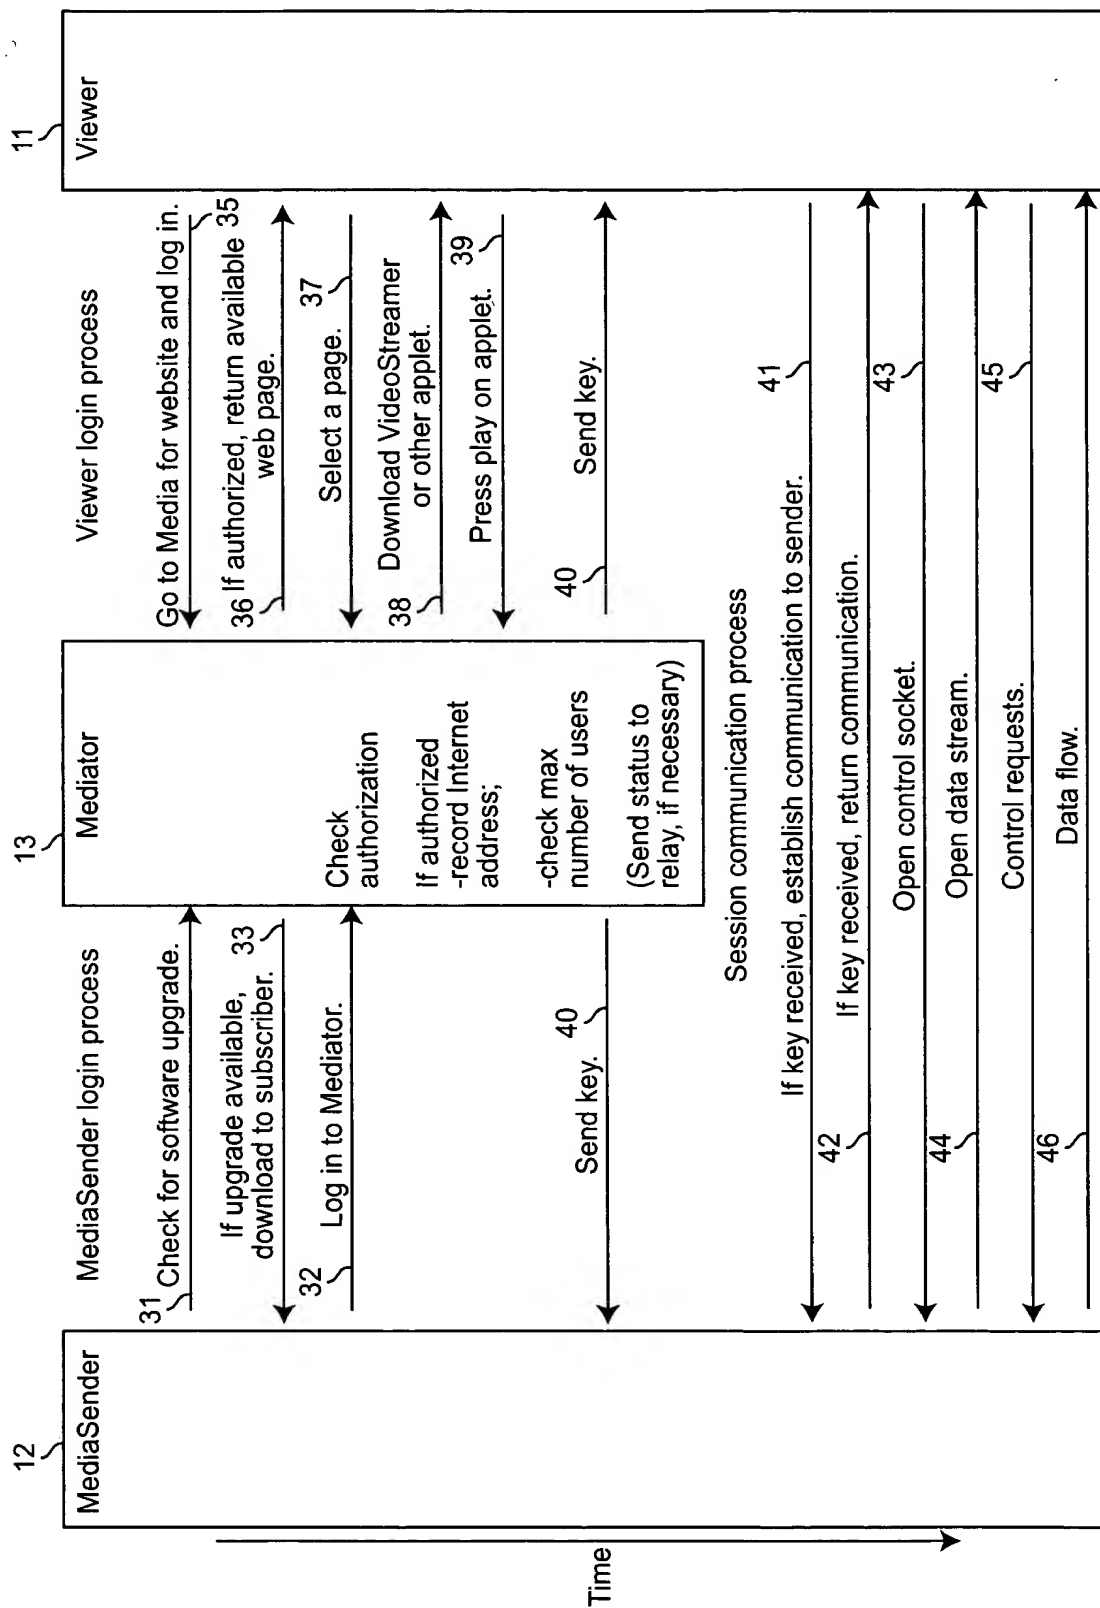 12
MediaSender
13
Mediator
11
Viewer
Time
MediaSender login process
31
Check for software upgrade.
If upgrade available,
download to subscriber.
33
32
Log in to Mediator.
Send key.
40
Check
authorization
If authorized
-record Internet
address;
-check max
number of users
(Send status to
relay, if necessary)
Viewer login process
Go to Media for website and log in.
35
36
If authorized, return available
web page.
Select a page.
37
Download VideoStreamer
or other applet.
38
Press play on applet.
39
40
Send key.
Session communication process
If key received, establish communication to sender.
41
42
If key received, return communication.
Open control socket.
43
44
Open data stream.
Control requests.
45
46
Data flow.